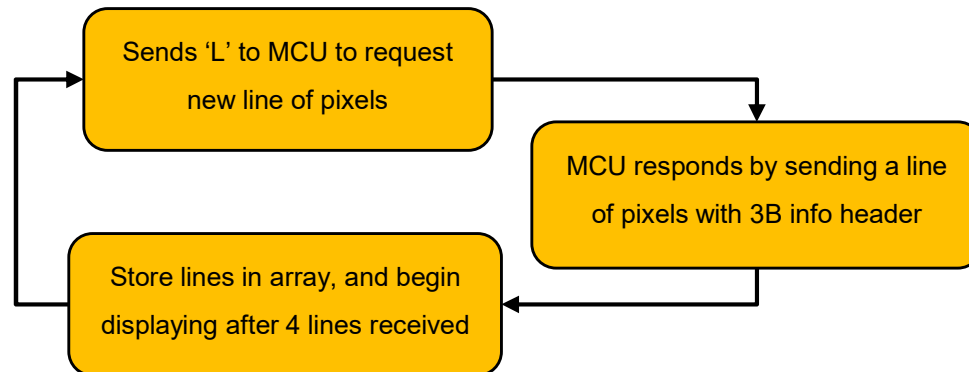 Sends ‘L’ to MCU to request
new line of pixels
MCU responds by sending a line
of pixels with 3B info header
Store lines in array, and begin
displaying after 4 lines received